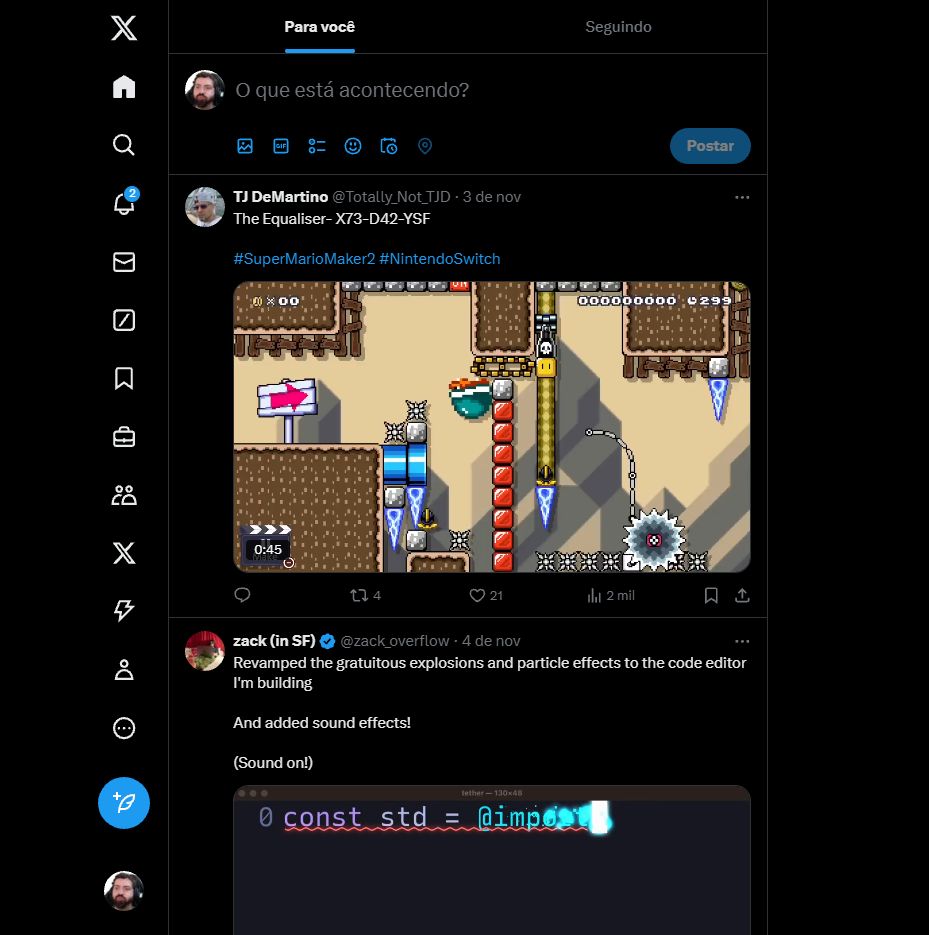 Para você
Seguindo
O que está acontecendo?
GIF
Postar
2
TJ DeMartino @Totally_Not_TJD · 3 de nov
The Equaliser- X73-D42-YSF
#SuperMarioMaker2 #NintendoSwitch
×00
ON
000000000 299
0:45
4
21
2 mil
zack (in SF) @zack_overflow · 4 de nov
Revamped the gratuitous explosions and particle effects to the code editor
I'm building
And added sound effects!
(Sound on!)
tether — 130×48
0 const std = @import